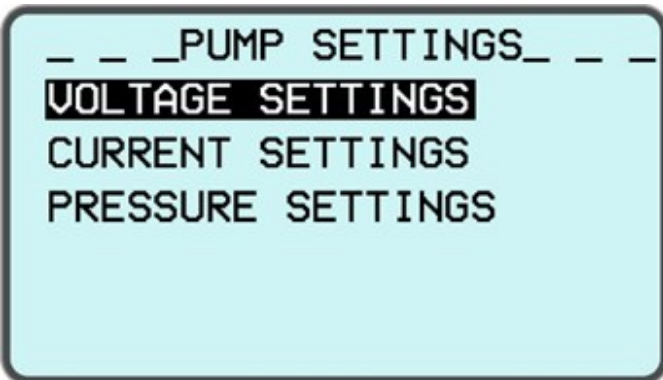 _ _ _PUMP SETTINGS_ _ _
VOLTAGE SETTINGS
CURRENT SETTINGS
PRESSURE SETTINGS